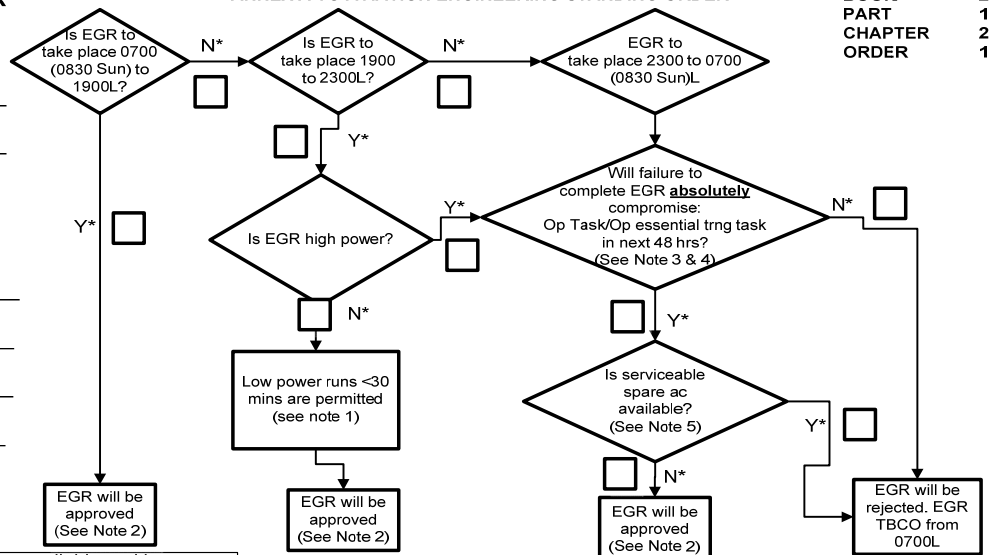 BOOK
PART 1
CHAPTER 2
ORDER 1
Is EGR to
take place 0700
(0830 Sun) to
1900L?
N*
Is EGR to
take place 1900
to 2300L?
N*
EGR to
take place 2300 to 0700
(0830 Sun)L
Y*
Y*
Is EGR high power?
Y*
Will failure to
complete EGR absolutely
compromise:
Op Task/Op essential trng task
in next 48 hrs?
(See Note 3 & 4)
N*
N*
Y*
Low power runs <30
mins are permitted
(see note 1)
Is serviceable
spare ac
available?
(See Note 5)
Y*
N*
EGR will be
approved
(See Note 2)
EGR will be
approved
(See Note 2)
EGR will be
approved
(See Note 2)
EGR will be
rejected. EGR
TBCO from
0700L